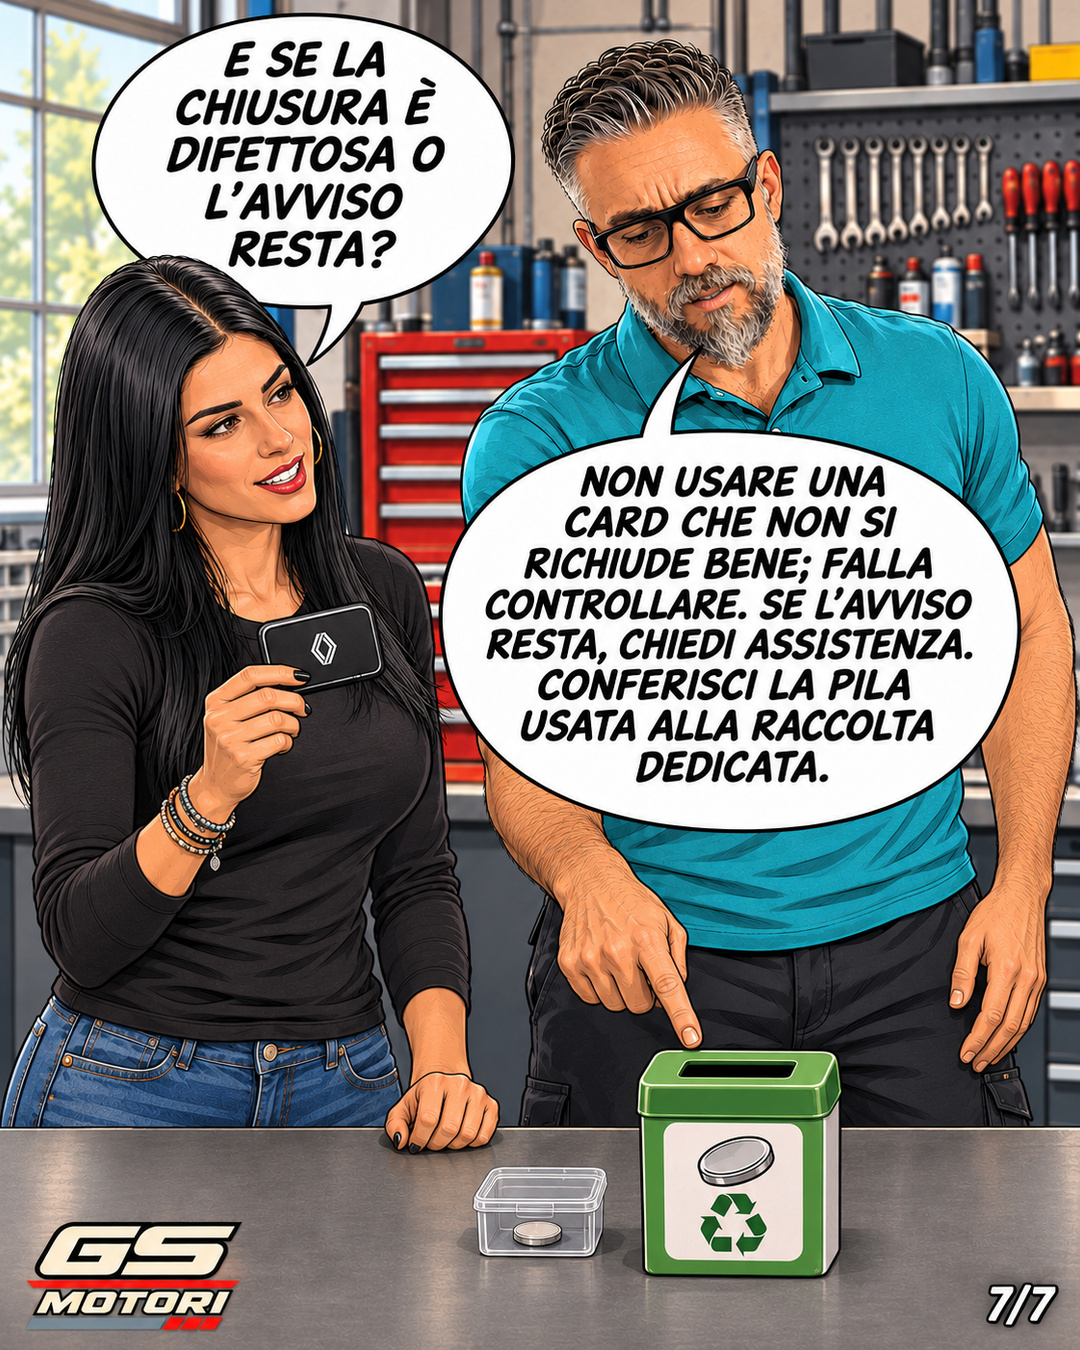 E SE LA
CHIUSURA È
DIFETTOSA O
L'AVVISO
RESTA?
NON USARE UNA
CARD CHE NON SI
RICHIUDE BENE; FALLA
CONTROLLARE. SE L'AVVISO
RESTA, CHIEDI ASSISTENZA.
CONFERISCI LA PILA
USATA ALLA RACCOLTA
DEDICATA.
GS
MOTORI
7/7